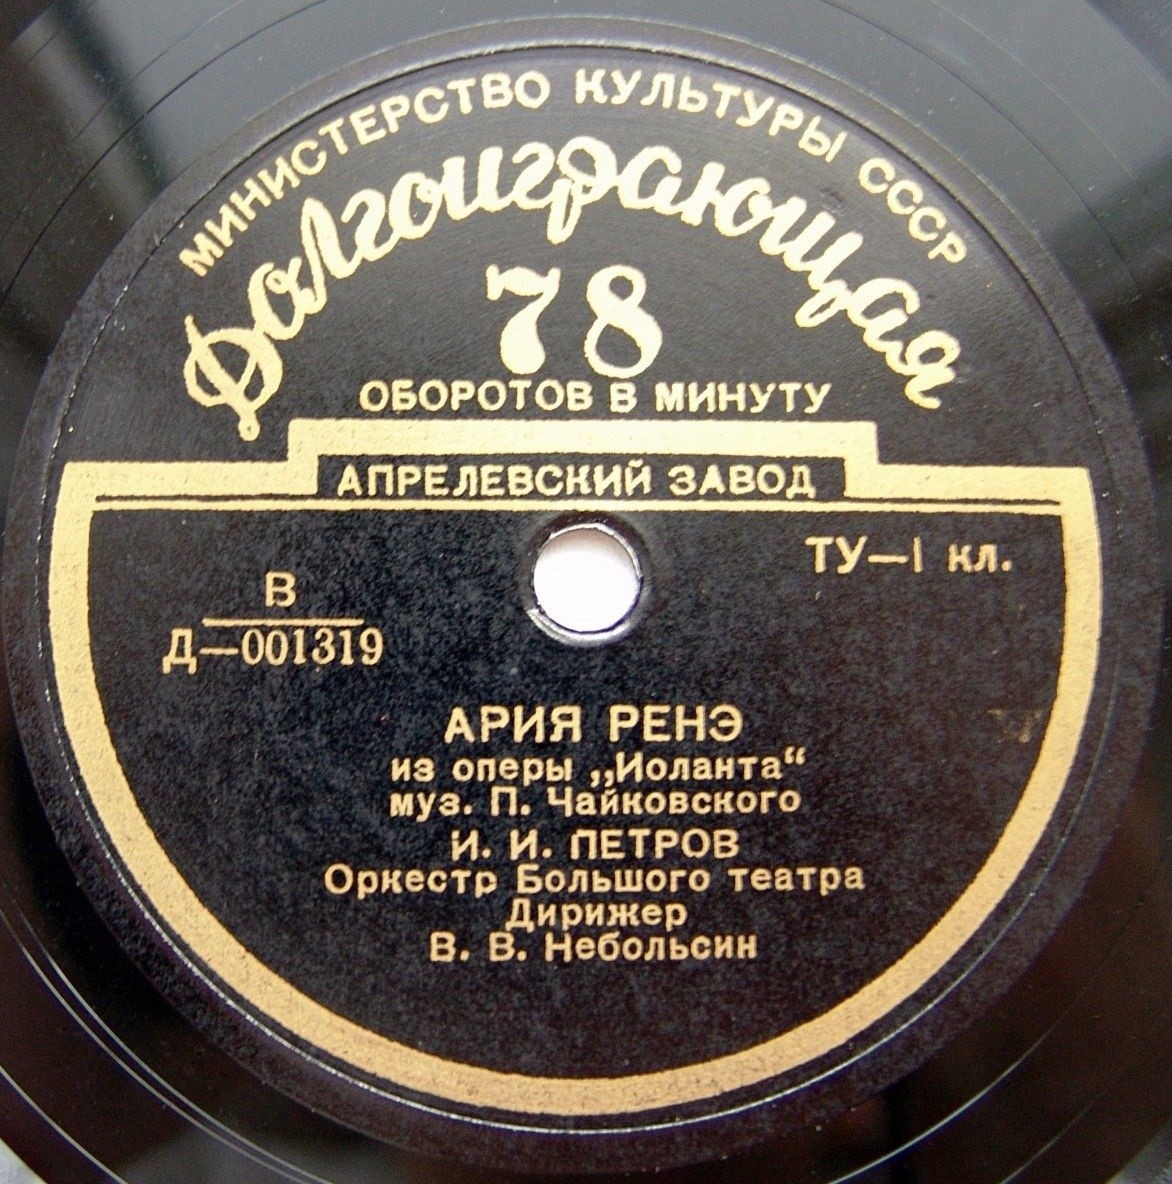 МИНИСТЕРСТВО КУЛЬТУРЫ СССР
Долгоиграющая
78
ОБОРОТОВ В МИНУТУ
АПРЕЛЕВСКИЙ ЗАВОД
ТУ—I кл.
В
Д—001319
АРИЯ РЕНЭ
из оперы „Иоланта“
муз. П. Чайковского
И. И. ПЕТРОВ
Оркестр Большого театра
Дирижер
В. В. Небольсин